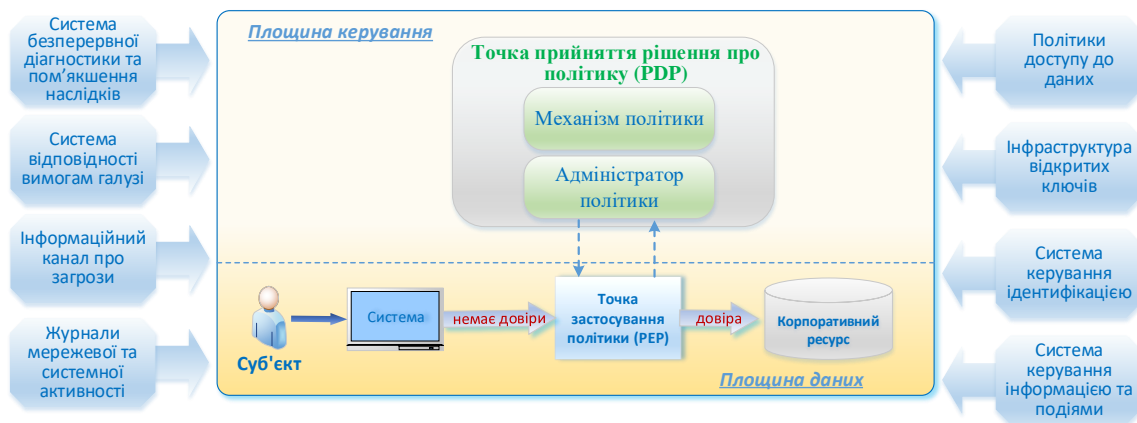 Система
безперервної
діагностики та
пом’якшення
наслідків
Система
відповідності
вимогам галузі
Інформаційний
канал про
загрози
Журнали
мережевої та
системної
активності
Площина керування
Точка прийняття рішення про
політику (PDP)
Механізм політики
Адміністратор
політики
Суб'єкт
Система
немає довіри
Точка
застосування
політики (PEP)
довіра
Корпоративний
ресурс
Площина даних
Політики
доступу до
даних
Інфраструктура
відкритих
ключів
Система
керування
ідентифікацією
Система
керування
інформацією та
подіями